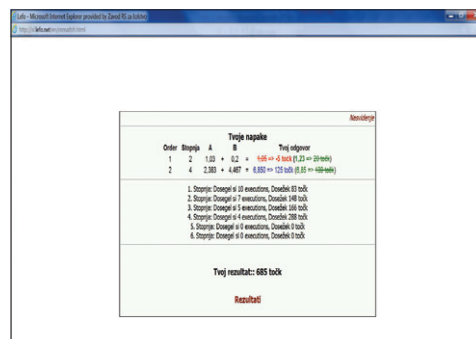 Lefo - Microsoft Internet Explorer provided by Zavod RS za šolstvo
Nasvidenje
Tvoje napake
Order Stopnja A B Tvoj odgovor
1 2 1,03 + 0,2 = 1,05 => -5 točk (1,23 => 20 točk)
2 4 2,383 + 4,467 = 6,850 => 125 točk (6,85 => 130 točk)
1. Stopnja: Dosegel si 10 executions, Dosežek 83 točk
2. Stopnja: Dosegel si 7 executions, Dosežek 148 točk
3. Stopnja: Dosegel si 5 executions, Dosežek 166 točk
4. Stopnja: Dosegel si 4 executions, Dosežek 288 točk
5. Stopnja: Dosegel si 0 executions, Dosežek 0 točk
6. Stopnja: Dosegel si 0 executions, Dosežek 0 točk
Tvoj rezultat:: 685 točk
Rezultati